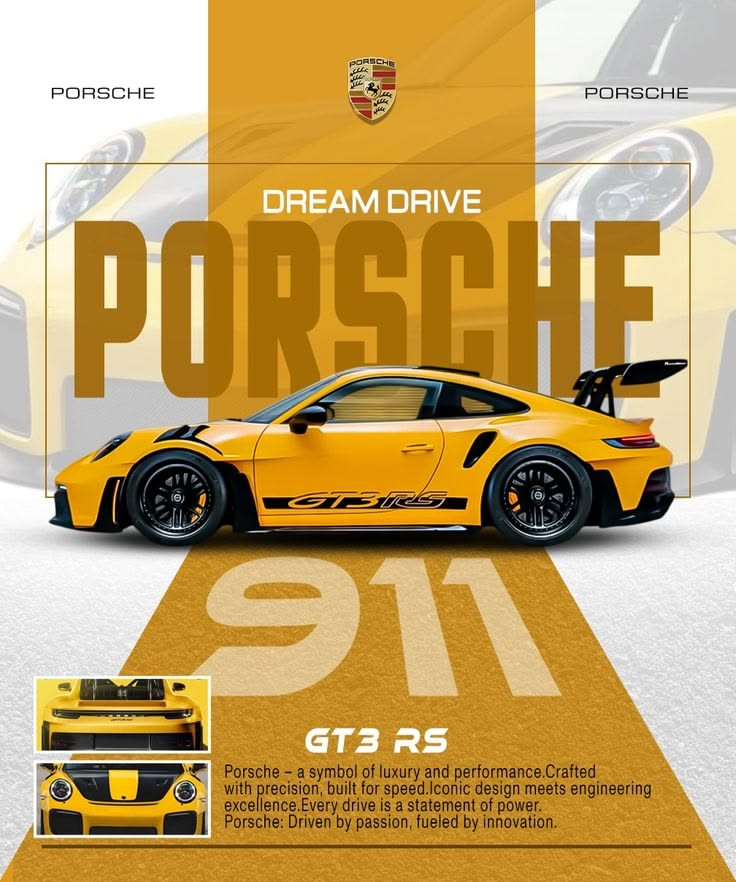 PORSCHE
PORSCHE
PORSCHE
DREAM DRIVE
PORSCHE
GT3 RS
911
GT3 RS
Porsche – a symbol of luxury and performance.Crafted
with precision, built for speed.Iconic design meets engineering
excellence.Every drive is a statement of power.
Porsche: Driven by passion, fueled by innovation.